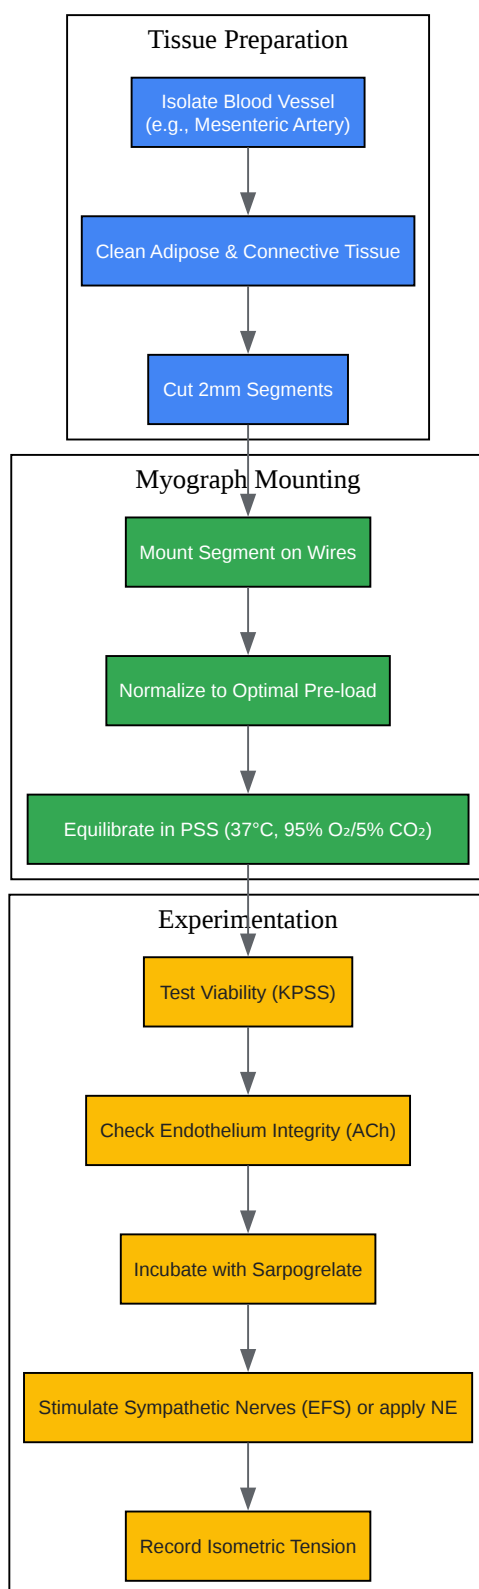 Tissue Preparation
Isolate Blood Vessel
(e.g., Mesenteric Artery)
Clean Adipose & Connective Tissue
Cut 2mm Segments
Myograph Mounting
Mount Segment on Wires
Normalize to Optimal Pre-load
Equilibrate in PSS (37°C, 95% O₂/5% CO₂)
Experimentation
Test Viability (KPSS)
Check Endothelium Integrity (ACh)
Incubate with Sarpogrelate
Stimulate Sympathetic Nerves (EFS) or apply NE
Record Isometric Tension